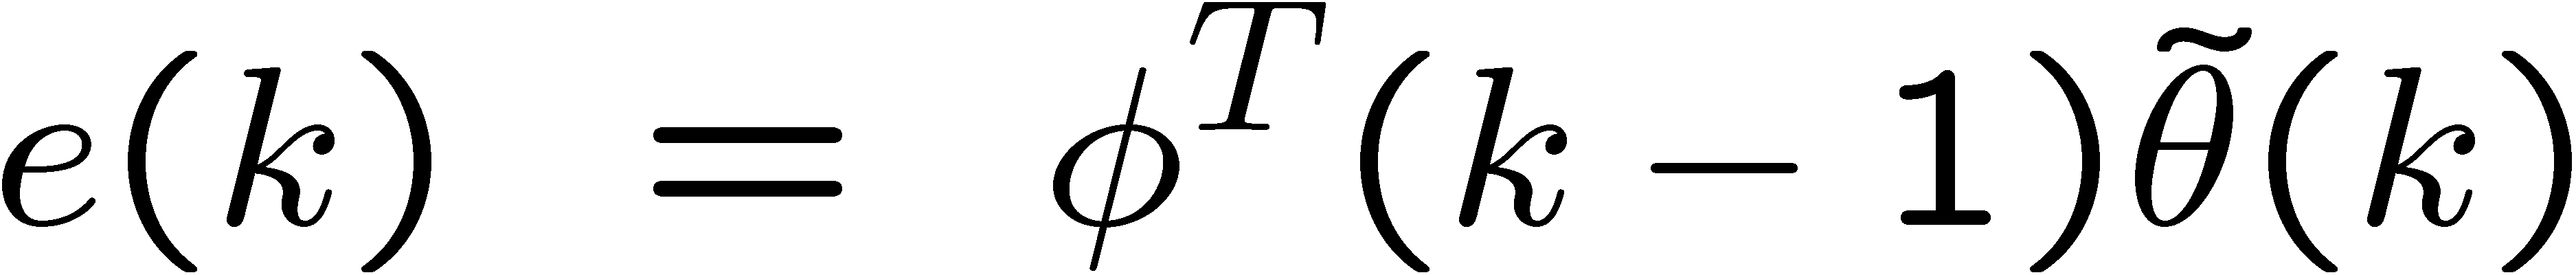 e(k) = ϕ^T(k − 1)θ̃(k)